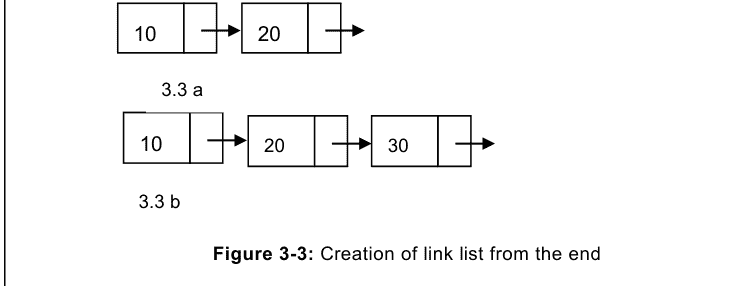 10 20
3.3 a
10 20 30
3.3 b
Figure 3-3: Creation of link list from the end